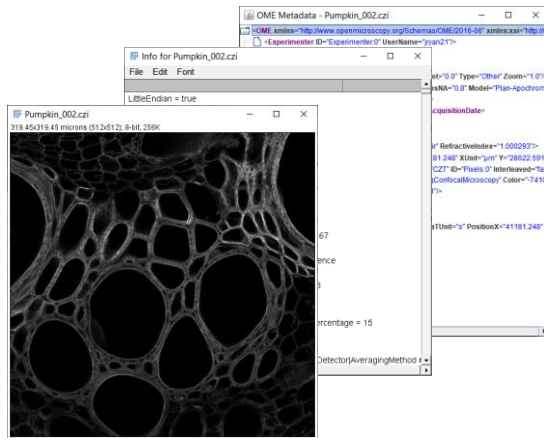 OME Metadata - Pumpkin_002.czi
<OME xmlns="http://www.openmicroscopy.org/Schemas/OME/2016-06" xmlns:xsi="http://
<Experimenter ID="Experimenter:0" UserName="jryan21"/>
Info for Pumpkin_002.czi
File Edit Font
et="0.0" Type="Other" Zoom="1.0"/
sNA="0.8" Model="Plan-Apochrom
LittleEndian = true
cquisitionDate>
Pumpkin_002.czi
319.45x319.45 microns (512x512); 8-bit; 256K
ir" RefractiveIndex="1.000293"/>
81.248" XUnit="µm" Y="28622.591
CZT" ID="Pixels:0" Interleaved="fa
gConfocalMicroscopy" Color="-7410
"/>
aTUnit="s" PositionX="41181.248"
67
ence
ercentage = 15
Detector|AveragingMethod #